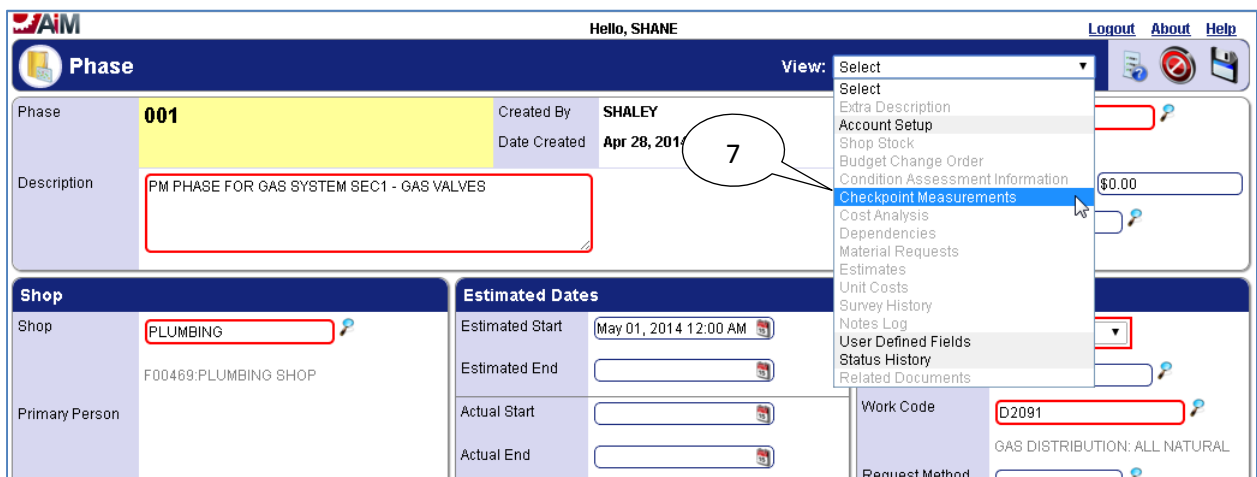 AiM
Hello, SHANE
Logout About Help
Phase
View: Select
Select
Extra Description
Account Setup
Shop Stock
Budget Change Order
Condition Assessment Information
Checkpoint Measurements
Cost Analysis
Dependencies
Material Requests
Estimates
Unit Costs
Survey History
Notes Log
User Defined Fields
Status History
Related Documents
7
Phase 001
Created By SHALEY
Date Created Apr 28, 2014
Description PM PHASE FOR GAS SYSTEM SEC1 - GAS VALVES
$0.00
Shop
Shop PLUMBING
F00469:PLUMBING SHOP
Primary Person
Estimated Dates
Estimated Start May 01, 2014 12:00 AM
Estimated End
Actual Start
Actual End
Work Code D2091
GAS DISTRIBUTION: ALL NATURAL
Request Method